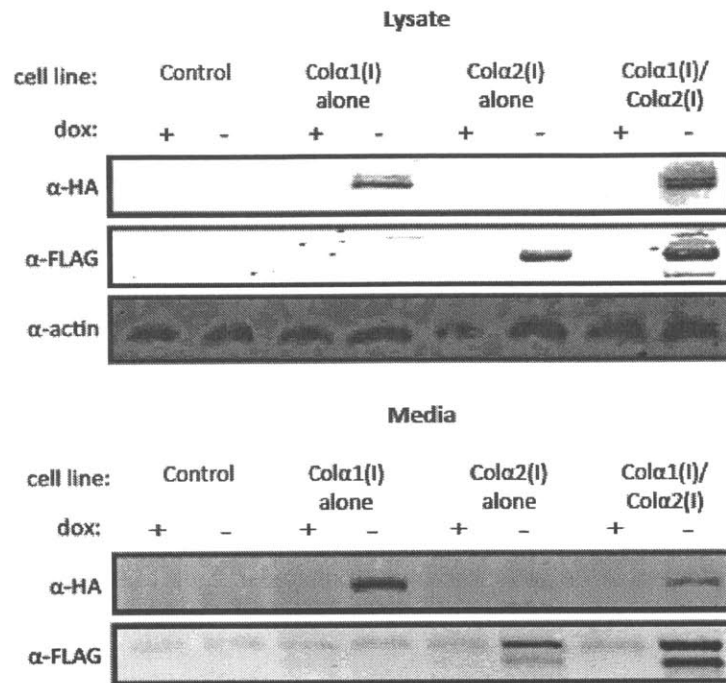 Lysate
cell line: Control Colα1(I) alone Colα2(I) alone Colα1(I)/ Colα2(I)
dox: + - + - + - + -
α-HA
α-FLAG
α-actin
Media
cell line: Control Colα1(I) alone Colα2(I) alone Colα1(I)/ Colα2(I)
dox: + - + - + - + -
α-HA
α-FLAG